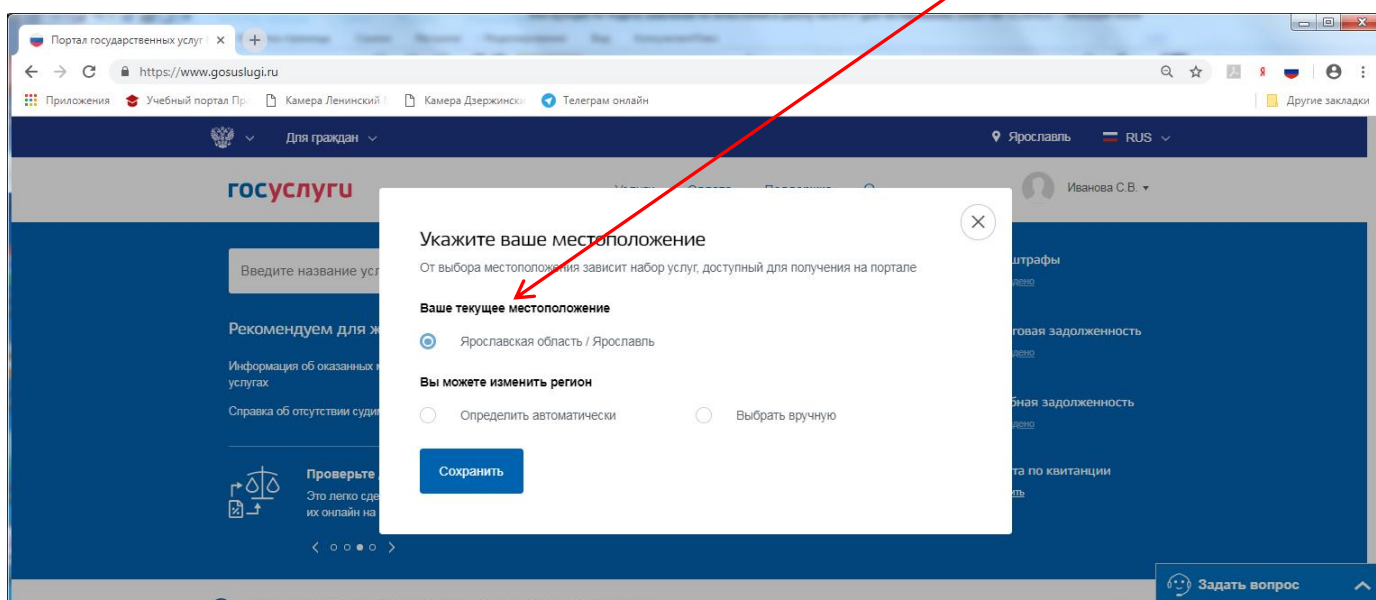 Портал государственных услуг
https://www.gosuslugi.ru
Приложения
Учебный портал Пр
Камера Ленинский
Камера Дзержински
Телеграм онлайн
Другие закладки
Для граждан
Ярославль
RUS
госуслуги
Иванова С.В.
Укажите ваше местоположение
От выбора местоположения зависит набор услуг, доступный для получения на портале
Введите название усл
Ваше текущее местоположение
Ярославская область / Ярославль
Вы можете изменить регион
Определить автоматически
Выбрать вручную
Сохранить
Рекомендуем для ж
Информация об оказанных
услугах
Справка об отсутствии суди
Проверьте
Это легко сде
их онлайн на
штрафы
говая задолженность
бная задолженность
та по квитанции
ить
Задать вопрос